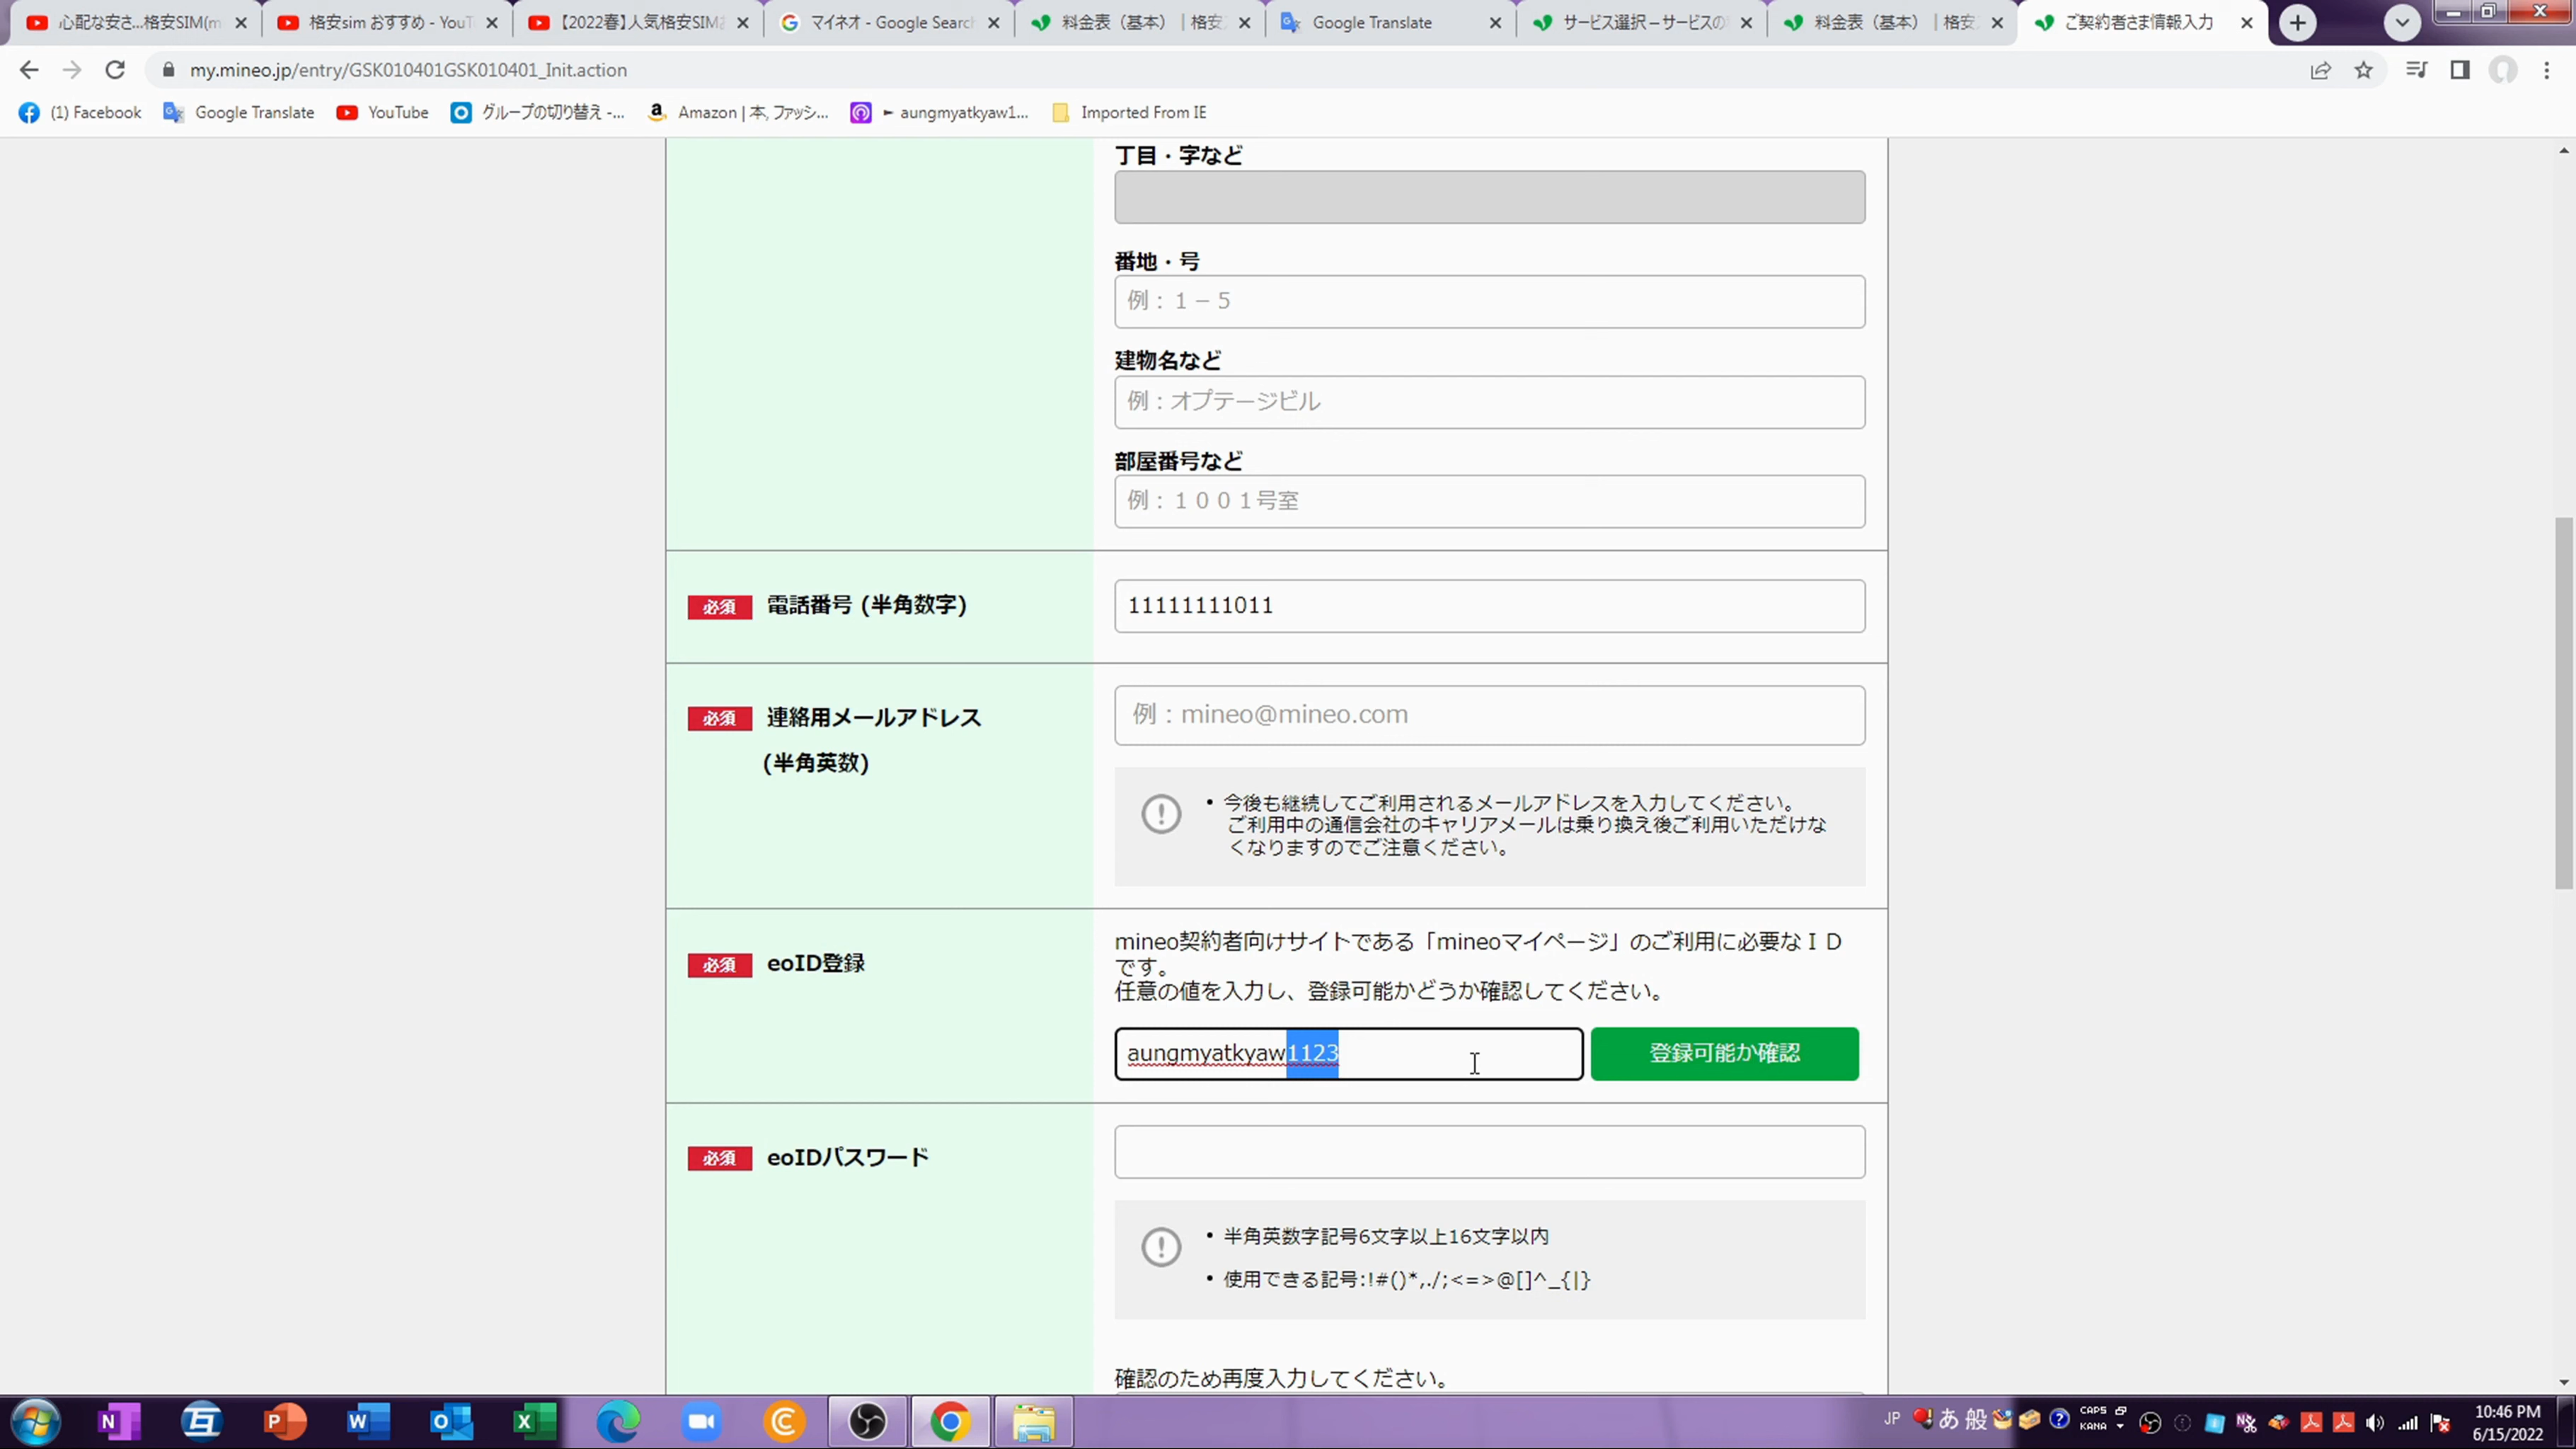 心配な安さ...格安SIM(m
格安sim おすすめ - YouT
【2022春】人気格安SIM
マイネオ - Google Search
料金表（基本）｜格安
Google Translate
サービス選択 – サービスの
料金表（基本）｜格安
ご契約者さま情報入力
my.mineo.jp/entry/GSK010401GSK010401_Init.action
(1) Facebook
Google Translate
YouTube
グループの切り替え -...
Amazon | 本, ファッシ...
► aungmyatkyaw1...
Imported From IE
丁目・字など
番地・号
例：１－５
建物名など
例：オプテージビル
部屋番号など
例：１００１号室
必須 電話番号 (半角数字)
11111111011
必須 連絡用メールアドレス
(半角英数)
例：mineo@mineo.com
• 今後も継続してご利用されるメールアドレスを入力してください。
ご利用中の通信会社のキャリアメールは乗り換え後ご利用いただけな
くなりますのでご注意ください。
必須 eoID登録
mineo契約者向けサイトである「mineoマイページ」のご利用に必要なＩＤ
です。
任意の値を入力し、登録可能かどうか確認してください。
aungmyatkyaw1123
登録可能か確認
必須 eoIDパスワード
• 半角英数字記号6文字以上16文字以内
• 使用できる記号:!#()*,./;<=>@[]^_{|}
確認のため再度入力してください。
JP
あ 般
CAPS
KANA
10:46 PM
6/15/2022